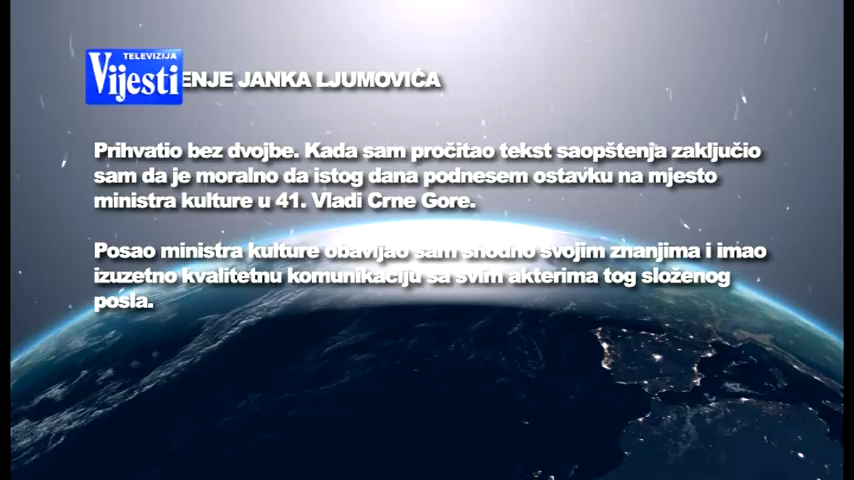 TELEVIZIJA
Vijesti
ENJE JANKA LJUMOVIĆA
Prihvatio bez dvojbe. Kada sam pročitao tekst saopštenja zaključio
sam da je moralno da istog dana podnesem ostavku na mjesto
ministra kulture u 41. Vladi Crne Gore.
Posao ministra kulture obavljao sam shodno svojim znanjima i imao
izuzetno kvalitetnu komunikaciju sa svim akterima tog složenog
posla.